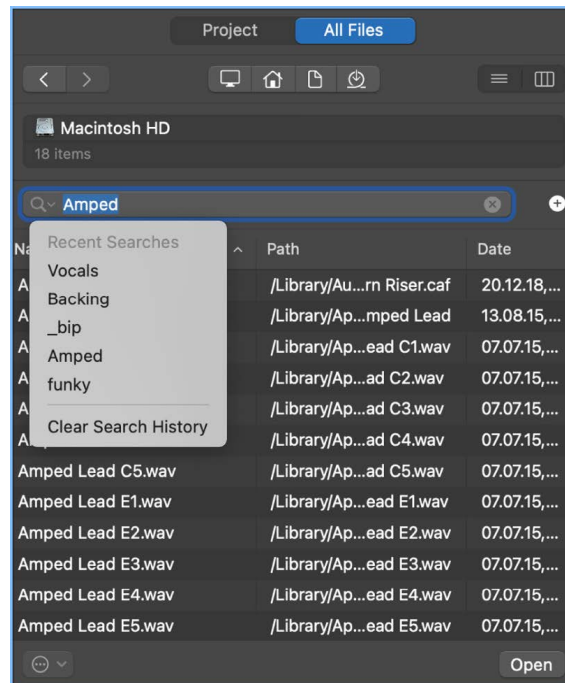 Project All Files
Macintosh HD
18 items
Amped
Recent Searches
Vocals
Backing
_bip
Amped
funky
Clear Search History
Na Path Date
A /Library/Au...rn Riser.caf 20.12.18,...
A /Library/Ap...mped Lead 13.08.15,...
A /Library/Ap...ead C1.wav 07.07.15,...
A /Library/Ap...ad C2.wav 07.07.15,...
A /Library/Ap...ad C3.wav 07.07.15,...
A /Library/Ap...ad C4.wav 07.07.15,...
Amped Lead C5.wav /Library/Ap...ad C5.wav 07.07.15,...
Amped Lead E1.wav /Library/Ap...ead E1.wav 07.07.15,...
Amped Lead E2.wav /Library/Ap...ead E2.wav 07.07.15,...
Amped Lead E3.wav /Library/Ap...ead E3.wav 07.07.15,...
Amped Lead E4.wav /Library/Ap...ead E4.wav 07.07.15,...
Amped Lead E5.wav /Library/Ap...ead E5.wav 07.07.15,...
Open